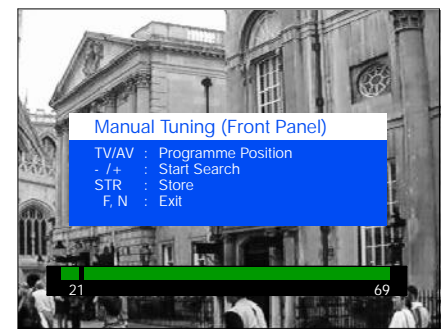 Manual Tuning (Front Panel)
TV/AV : Programme Position
- /+ : Start Search
STR : Store
F, N : Exit
21 69